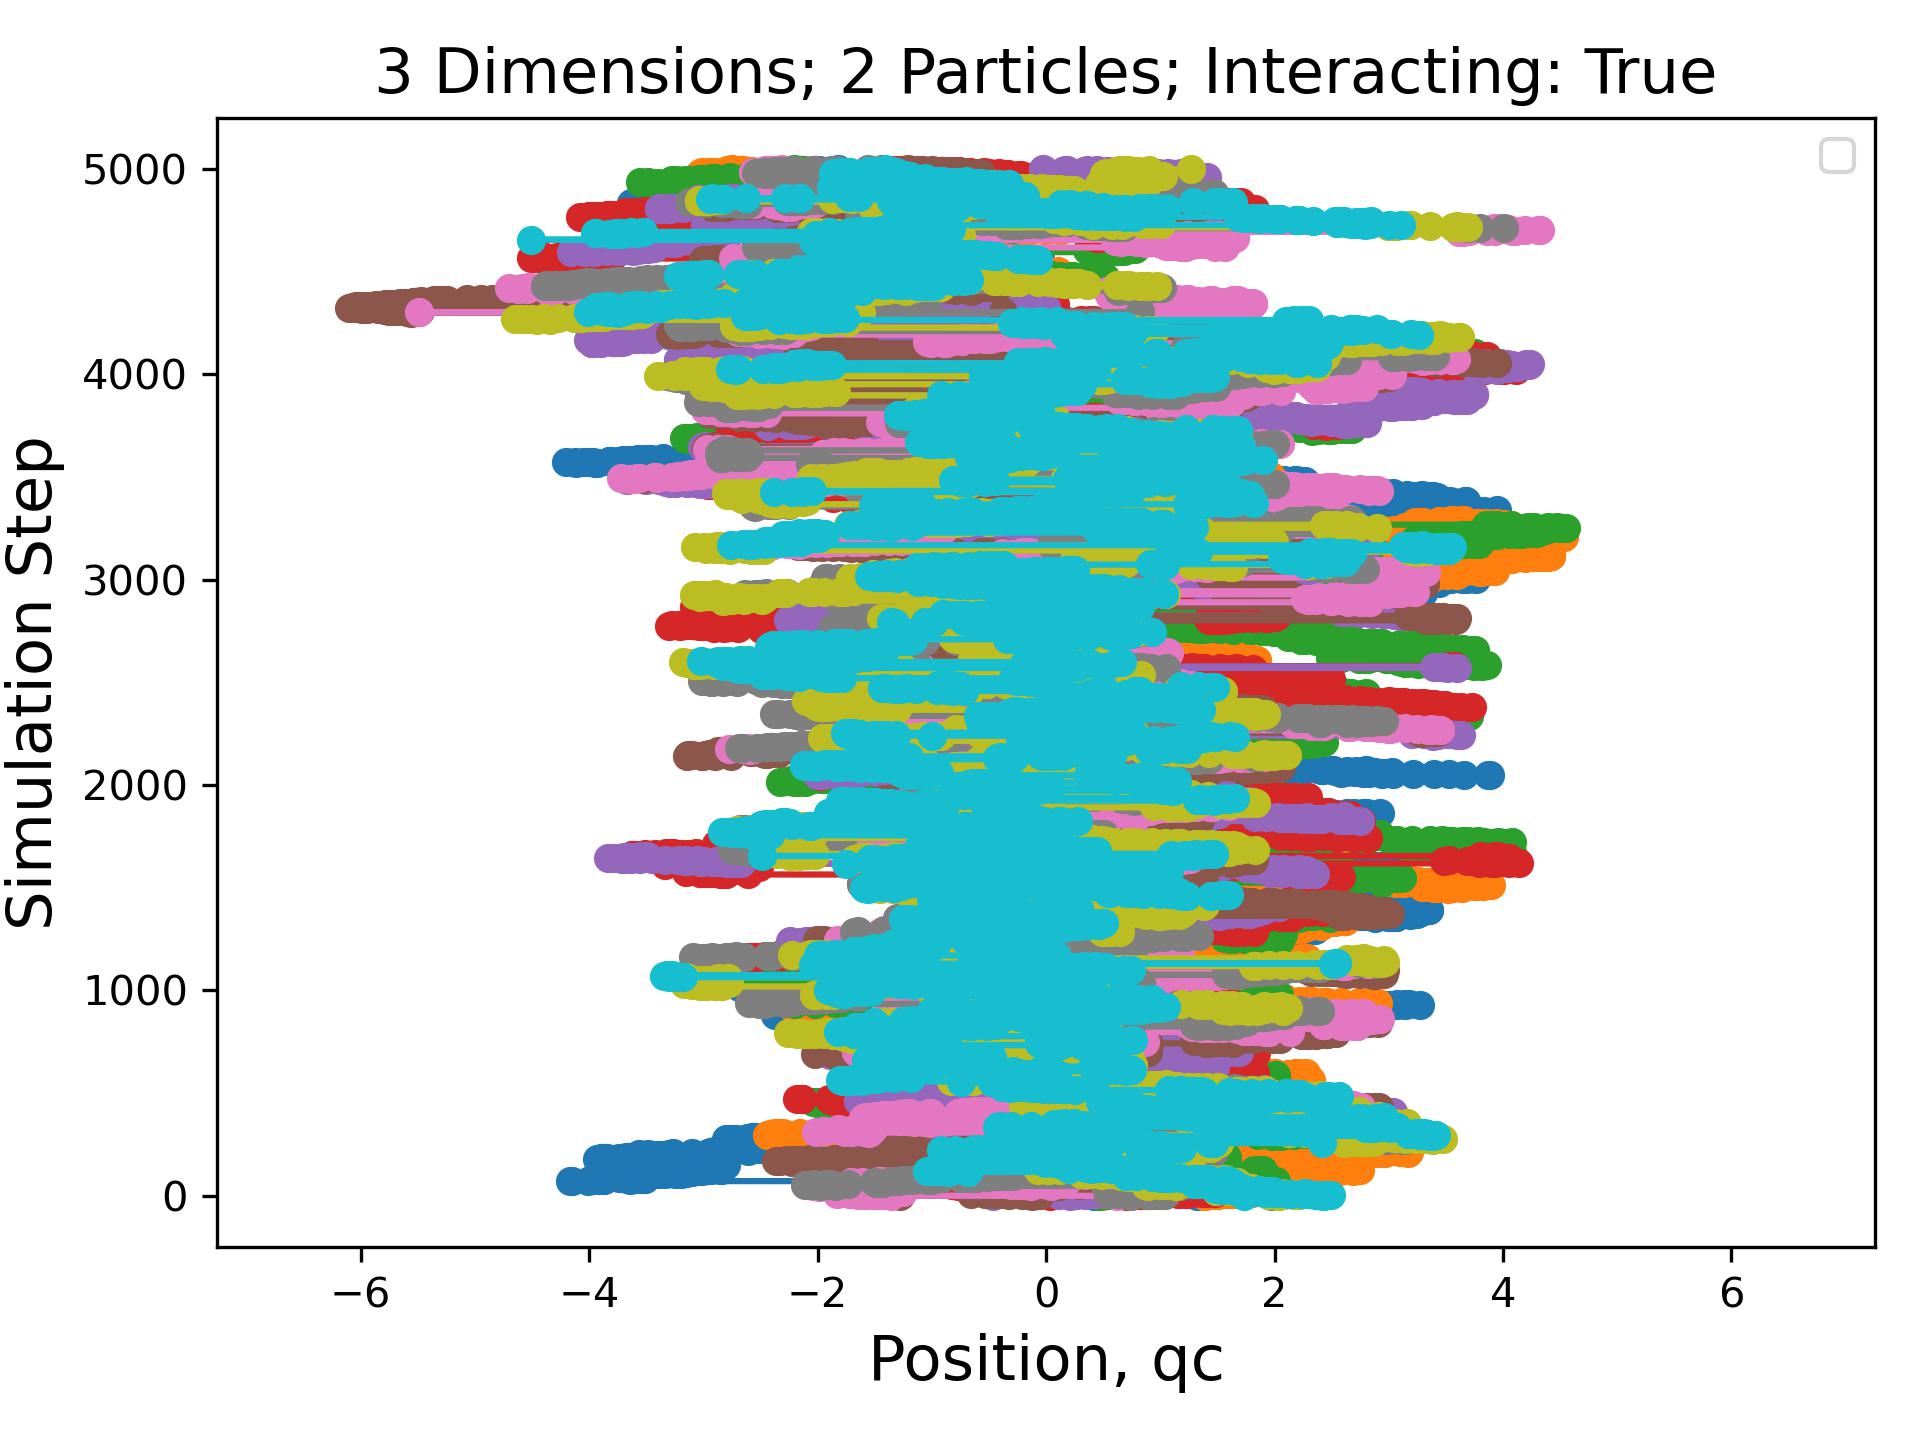 3 Dimensions; 2 Particles; Interacting: True
Simulation Step
5000
4000
3000
2000
1000
0
−6 −4 −2 0 2 4 6
Position, qc